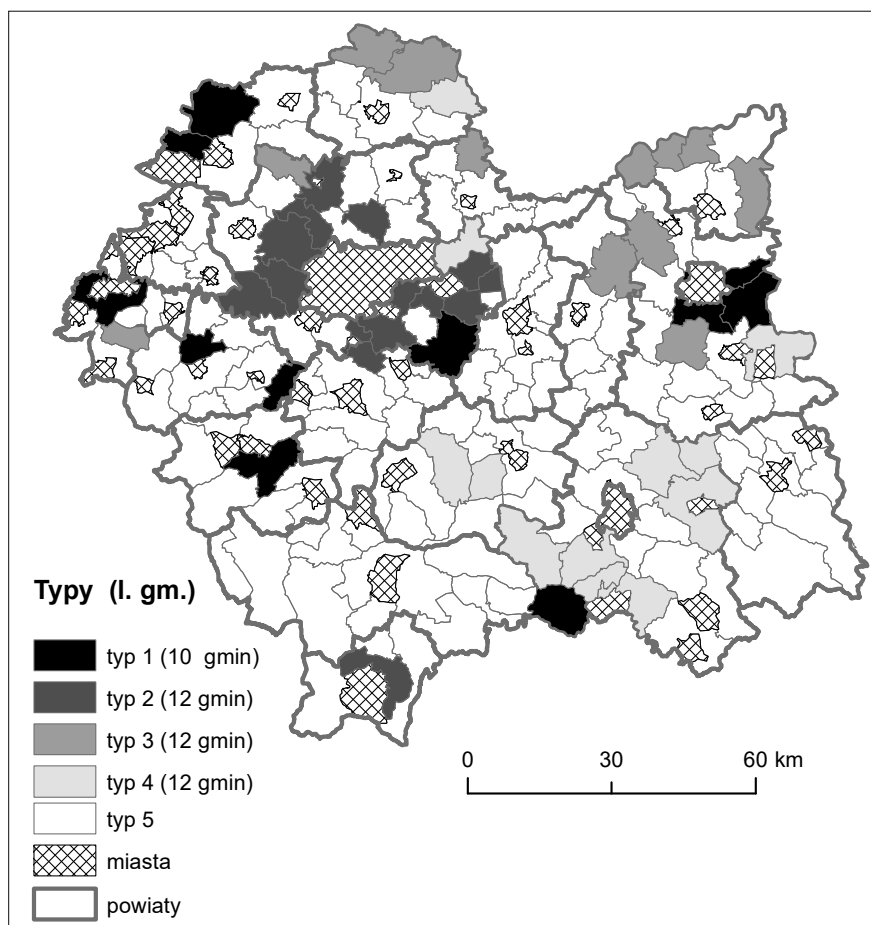 Typy (l. gm.)
typ 1 (10 gmin)
typ 2 (12 gmin)
typ 3 (12 gmin)
typ 4 (12 gmin)
typ 5
miasta
powiaty
0 30 60 km